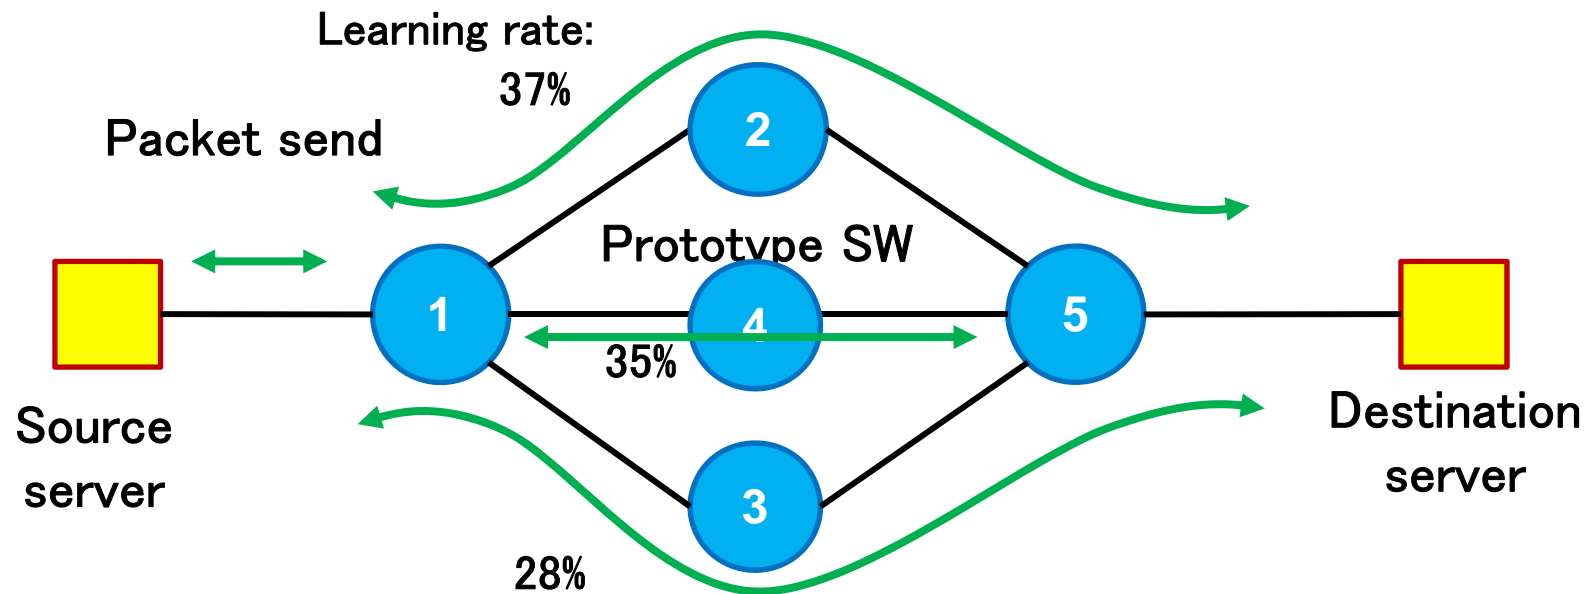 Learning rate:
37%
Packet send
2
Prototype SW
1
4
5
35%
Source
server
Destination
server
3
28%